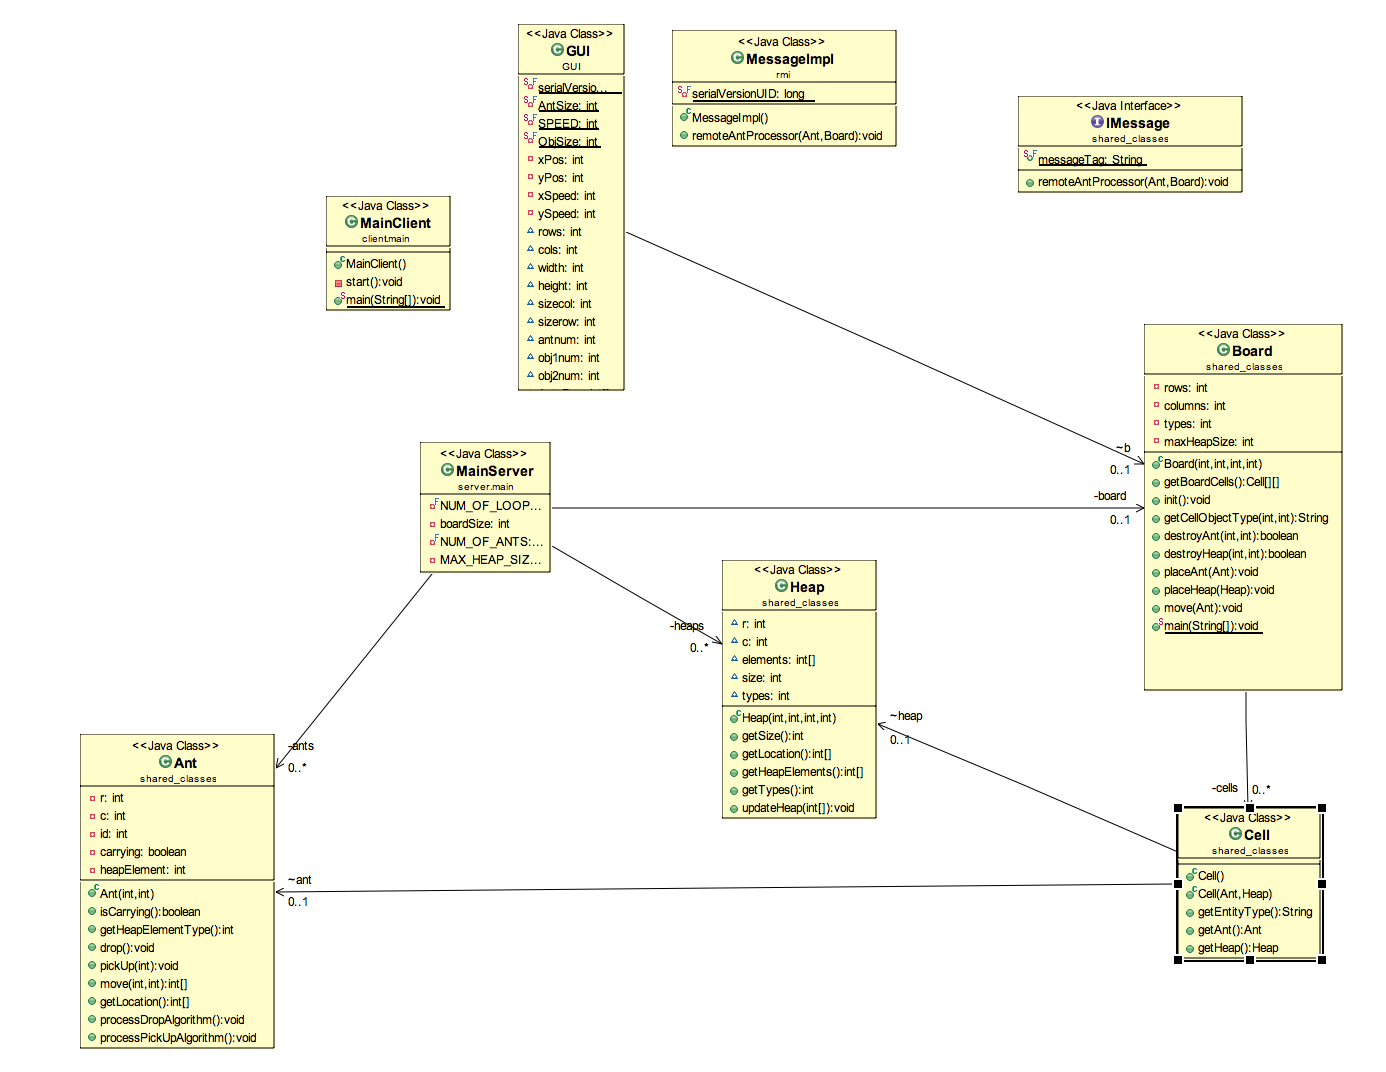 <<Java Class>>
GUI
GUI
serialVersio...
AntSize: int
SPEED: int
ObjSize: int
xPos: int
yPos: int
xSpeed: int
ySpeed: int
rows: int
cols: int
width: int
height: int
sizecol: int
sizerow: int
antnum: int
obj1num: int
obj2num: int
<<Java Class>>
MessageImpl
rmi
serialVersionUID: long
MessageImpl()
remoteAntProcessor(Ant,Board):void
<<Java Interface>>
IMessage
shared_classes
messageTag: String
remoteAntProcessor(Ant,Board):void
<<Java Class>>
MainClient
client.main
MainClient()
start():void
main(String[]):void
<<Java Class>>
Board
shared_classes
rows: int
columns: int
types: int
maxHeapSize: int
Board(int,int,int,int)
getBoardCells():Cell[][]
init():void
getCellObjectType(int,int):String
destroyAnt(int,int):boolean
destroyHeap(int,int):boolean
placeAnt(Ant):void
placeHeap(Heap):void
move(Ant):void
main(String[]):void
~b
0..1
<<Java Class>>
MainServer
server.main
NUM_OF_LOOP...
boardSize: int
NUM_OF_ANTS:...
MAX_HEAP_SIZ...
-board
0..1
-heaps
0..*
<<Java Class>>
Heap
shared_classes
r: int
c: int
elements: int[]
size: int
types: int
Heap(int,int,int,int)
getSize():int
getLocation():int[]
getHeapElements():int[]
getTypes():int
updateHeap(int[]):void
~heap
0..1
-ants
0..*
<<Java Class>>
Ant
shared_classes
r: int
c: int
id: int
carrying: boolean
heapElement: int
Ant(int,int)
isCarrying():boolean
getHeapElementType():int
drop():void
pickUp(int):void
move(int,int):int[]
getLocation():int[]
processDropAlgorithm():void
processPickUpAlgorithm():void
~ant
0..1
-cells
0..*
<<Java Class>>
Cell
shared_classes
Cell()
Cell(Ant,Heap)
getEntityType():String
getAnt():Ant
getHeap():Heap